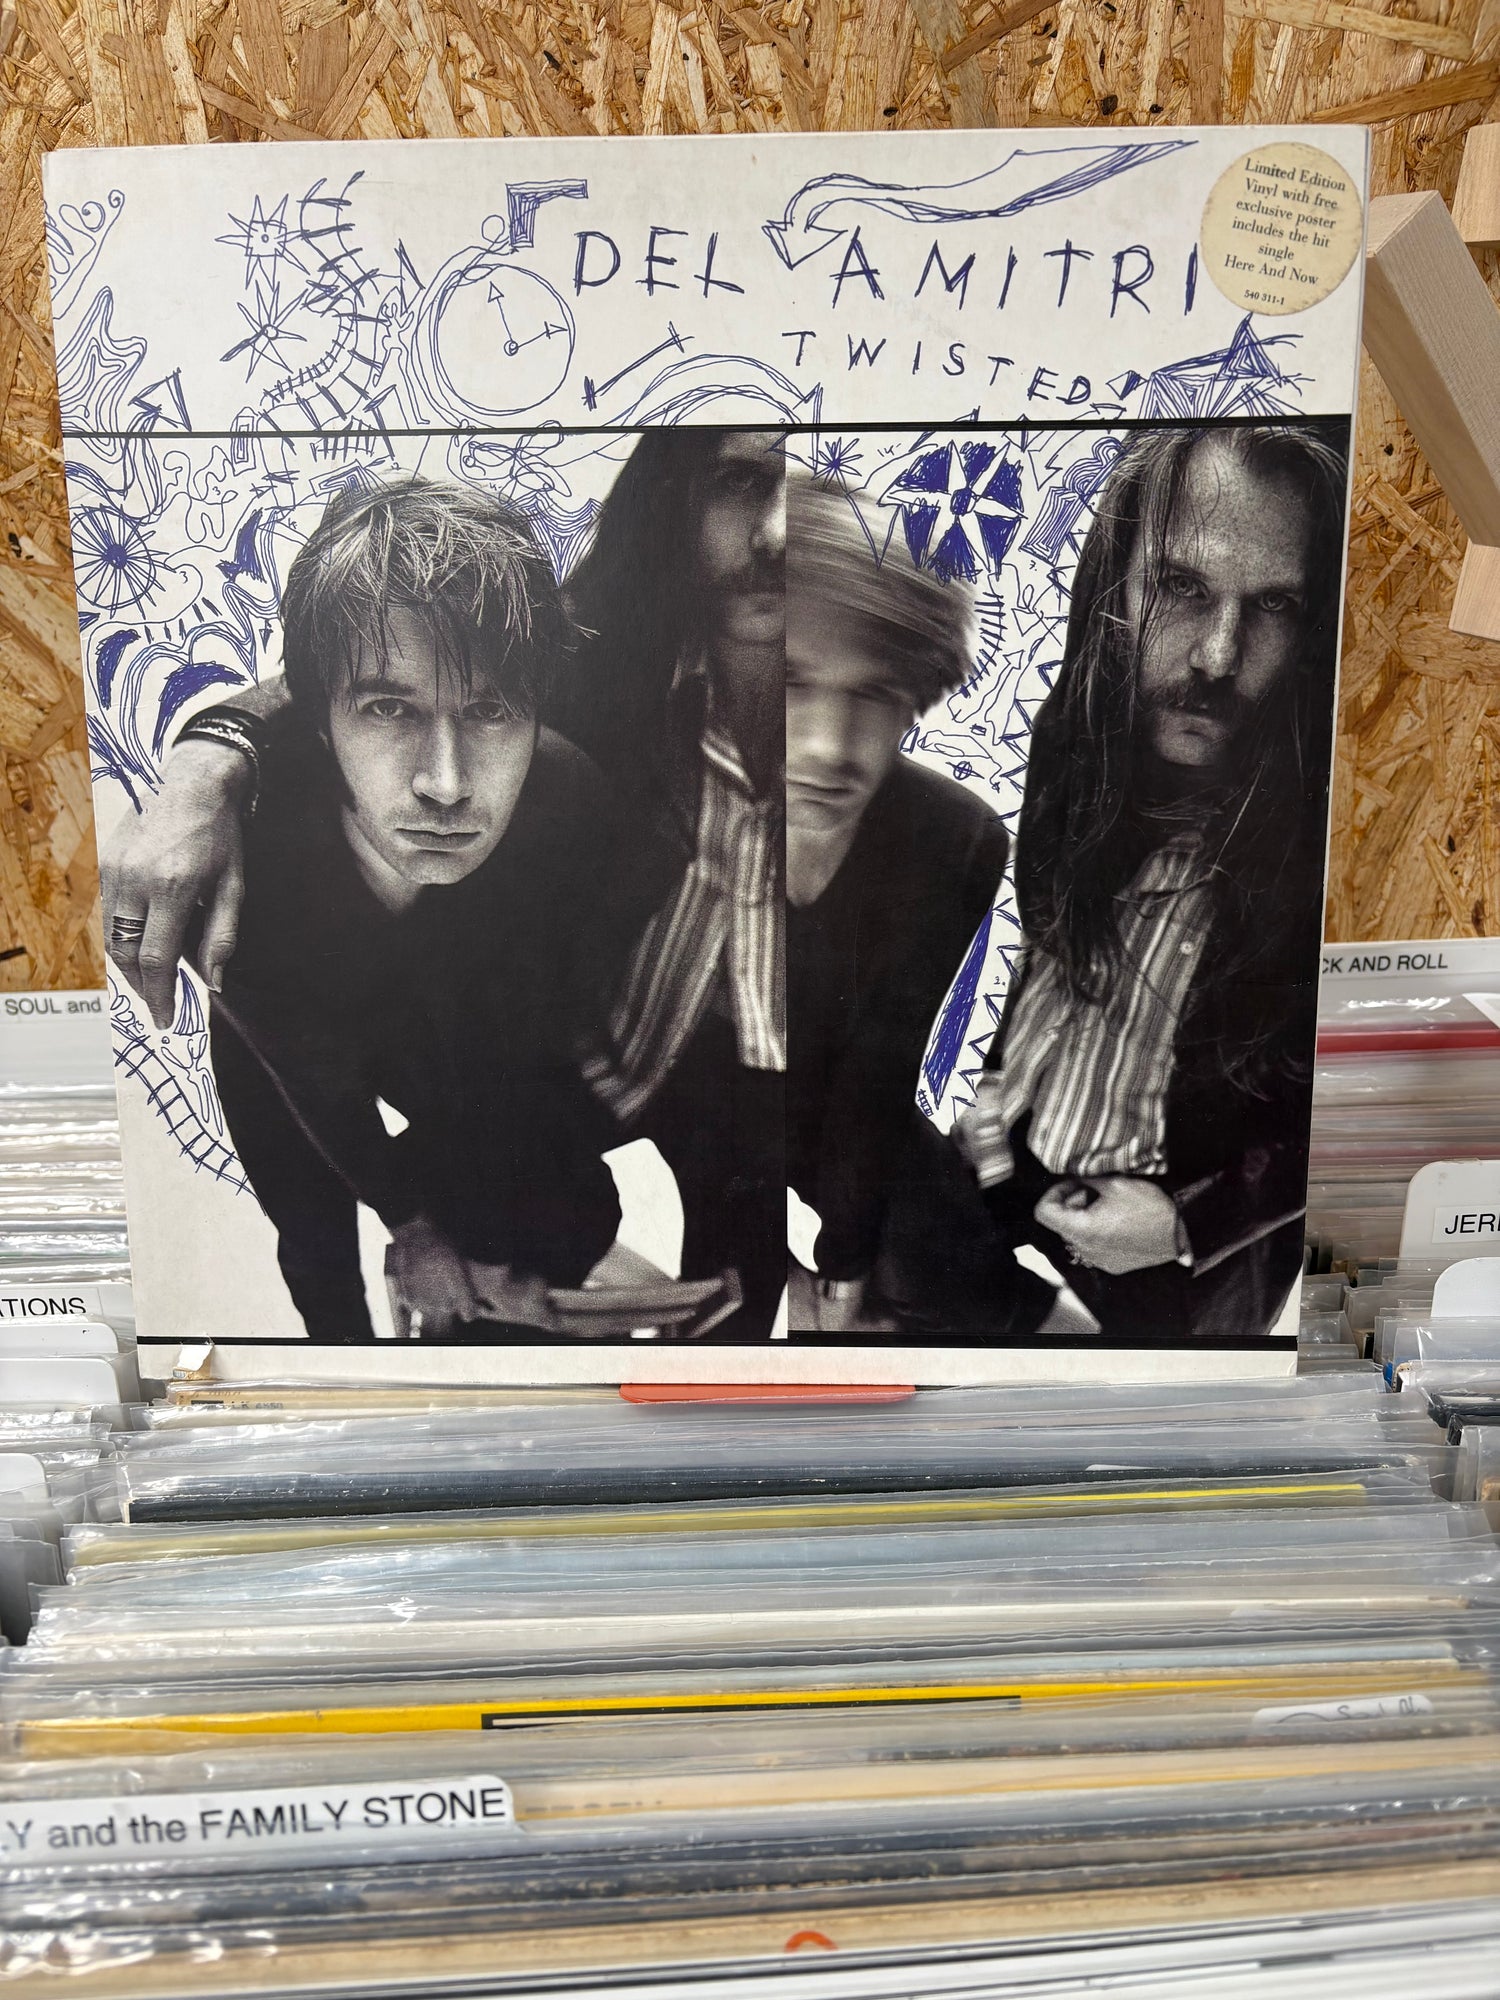 DEL AMITRI
TWISTED
Limited Edition
Vinyl with free
exclusive poster
includes the hit
single
Here And Now
540 311-1
SOUL and
CK AND ROLL
JER
ATIONS
LY and the FAMILY STONE